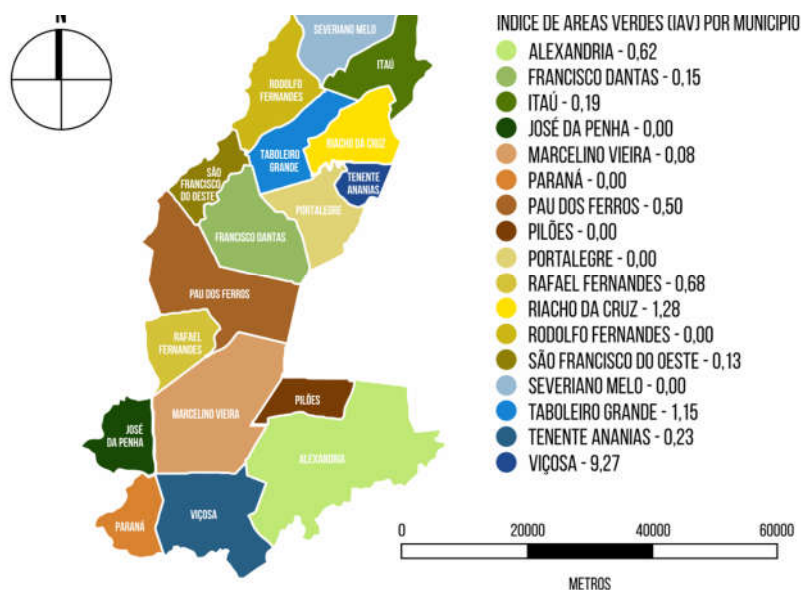 N
SEVERIANO MELO
ITAÚ
RODOLFO
FERNANDES
RIACHO DA CRUZ
TABOLEIRO
GRANDE
SÃO
FRANCISCO
DO OESTE
TENENTE
ANANIAS
PORTALEGRE
FRANCISCO DANTAS
PAU DOS FERROS
RAFAEL
FERNANDES
PILÕES
MARCELINO VIEIRA
JOSÉ
DA PENHA
ALEXANDRIA
VIÇOSA
PARANÁ
ÍNDICE DE ÁREAS VERDES (IAV) POR MUNICÍPIO
ALEXANDRIA - 0,62
FRANCISCO DANTAS - 0,15
ITAÚ - 0,19
JOSÉ DA PENHA - 0,00
MARCELINO VIEIRA - 0,08
PARANÁ - 0,00
PAU DOS FERROS - 0,50
PILÕES - 0,00
PORTALEGRE - 0,00
RAFAEL FERNANDES - 0,68
RIACHO DA CRUZ - 1,28
RODOLFO FERNANDES - 0,00
SÃO FRANCISCO DO OESTE - 0,13
SEVERIANO MELO - 0,00
TABOLEIRO GRANDE - 1,15
TENENTE ANANIAS - 0,23
VIÇOSA - 9,27
0 20000 40000 60000
METROS